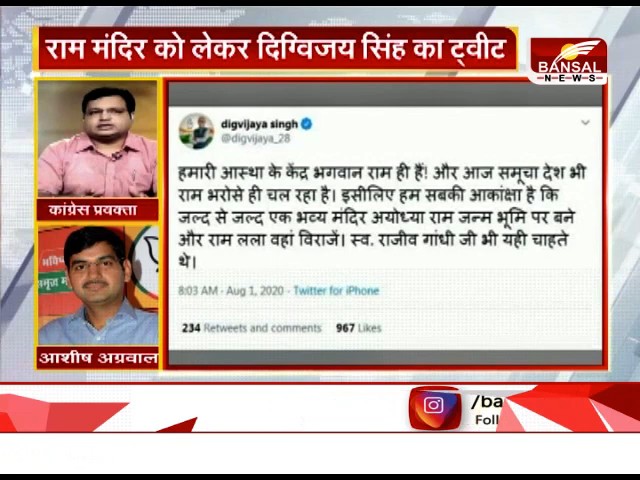 राम मंदिर को लेकर दिग्विजय सिंह का ट्वीट
BANSAL
NEWS
digvijaya singh
@digvijaya_28
हमारी आस्था के केंद्र भगवान राम ही हैं! और आज समूचा देश भी
राम भरोसे ही चल रहा है। इसीलिए हम सबकी आकांक्षा है कि
जल्द से जल्द एक भव्य मंदिर अयोध्या राम जन्म भूमि पर बने
और राम लला वहां विराजें। स्व. राजीव गांधी जी भी यही चाहते
थे।
8:03 AM - Aug 1, 2020 - Twitter for iPhone
234 Retweets and comments 967 Likes
कांग्रेस प्रवक्ता
आशीष अग्रवाल
/ba
Foll